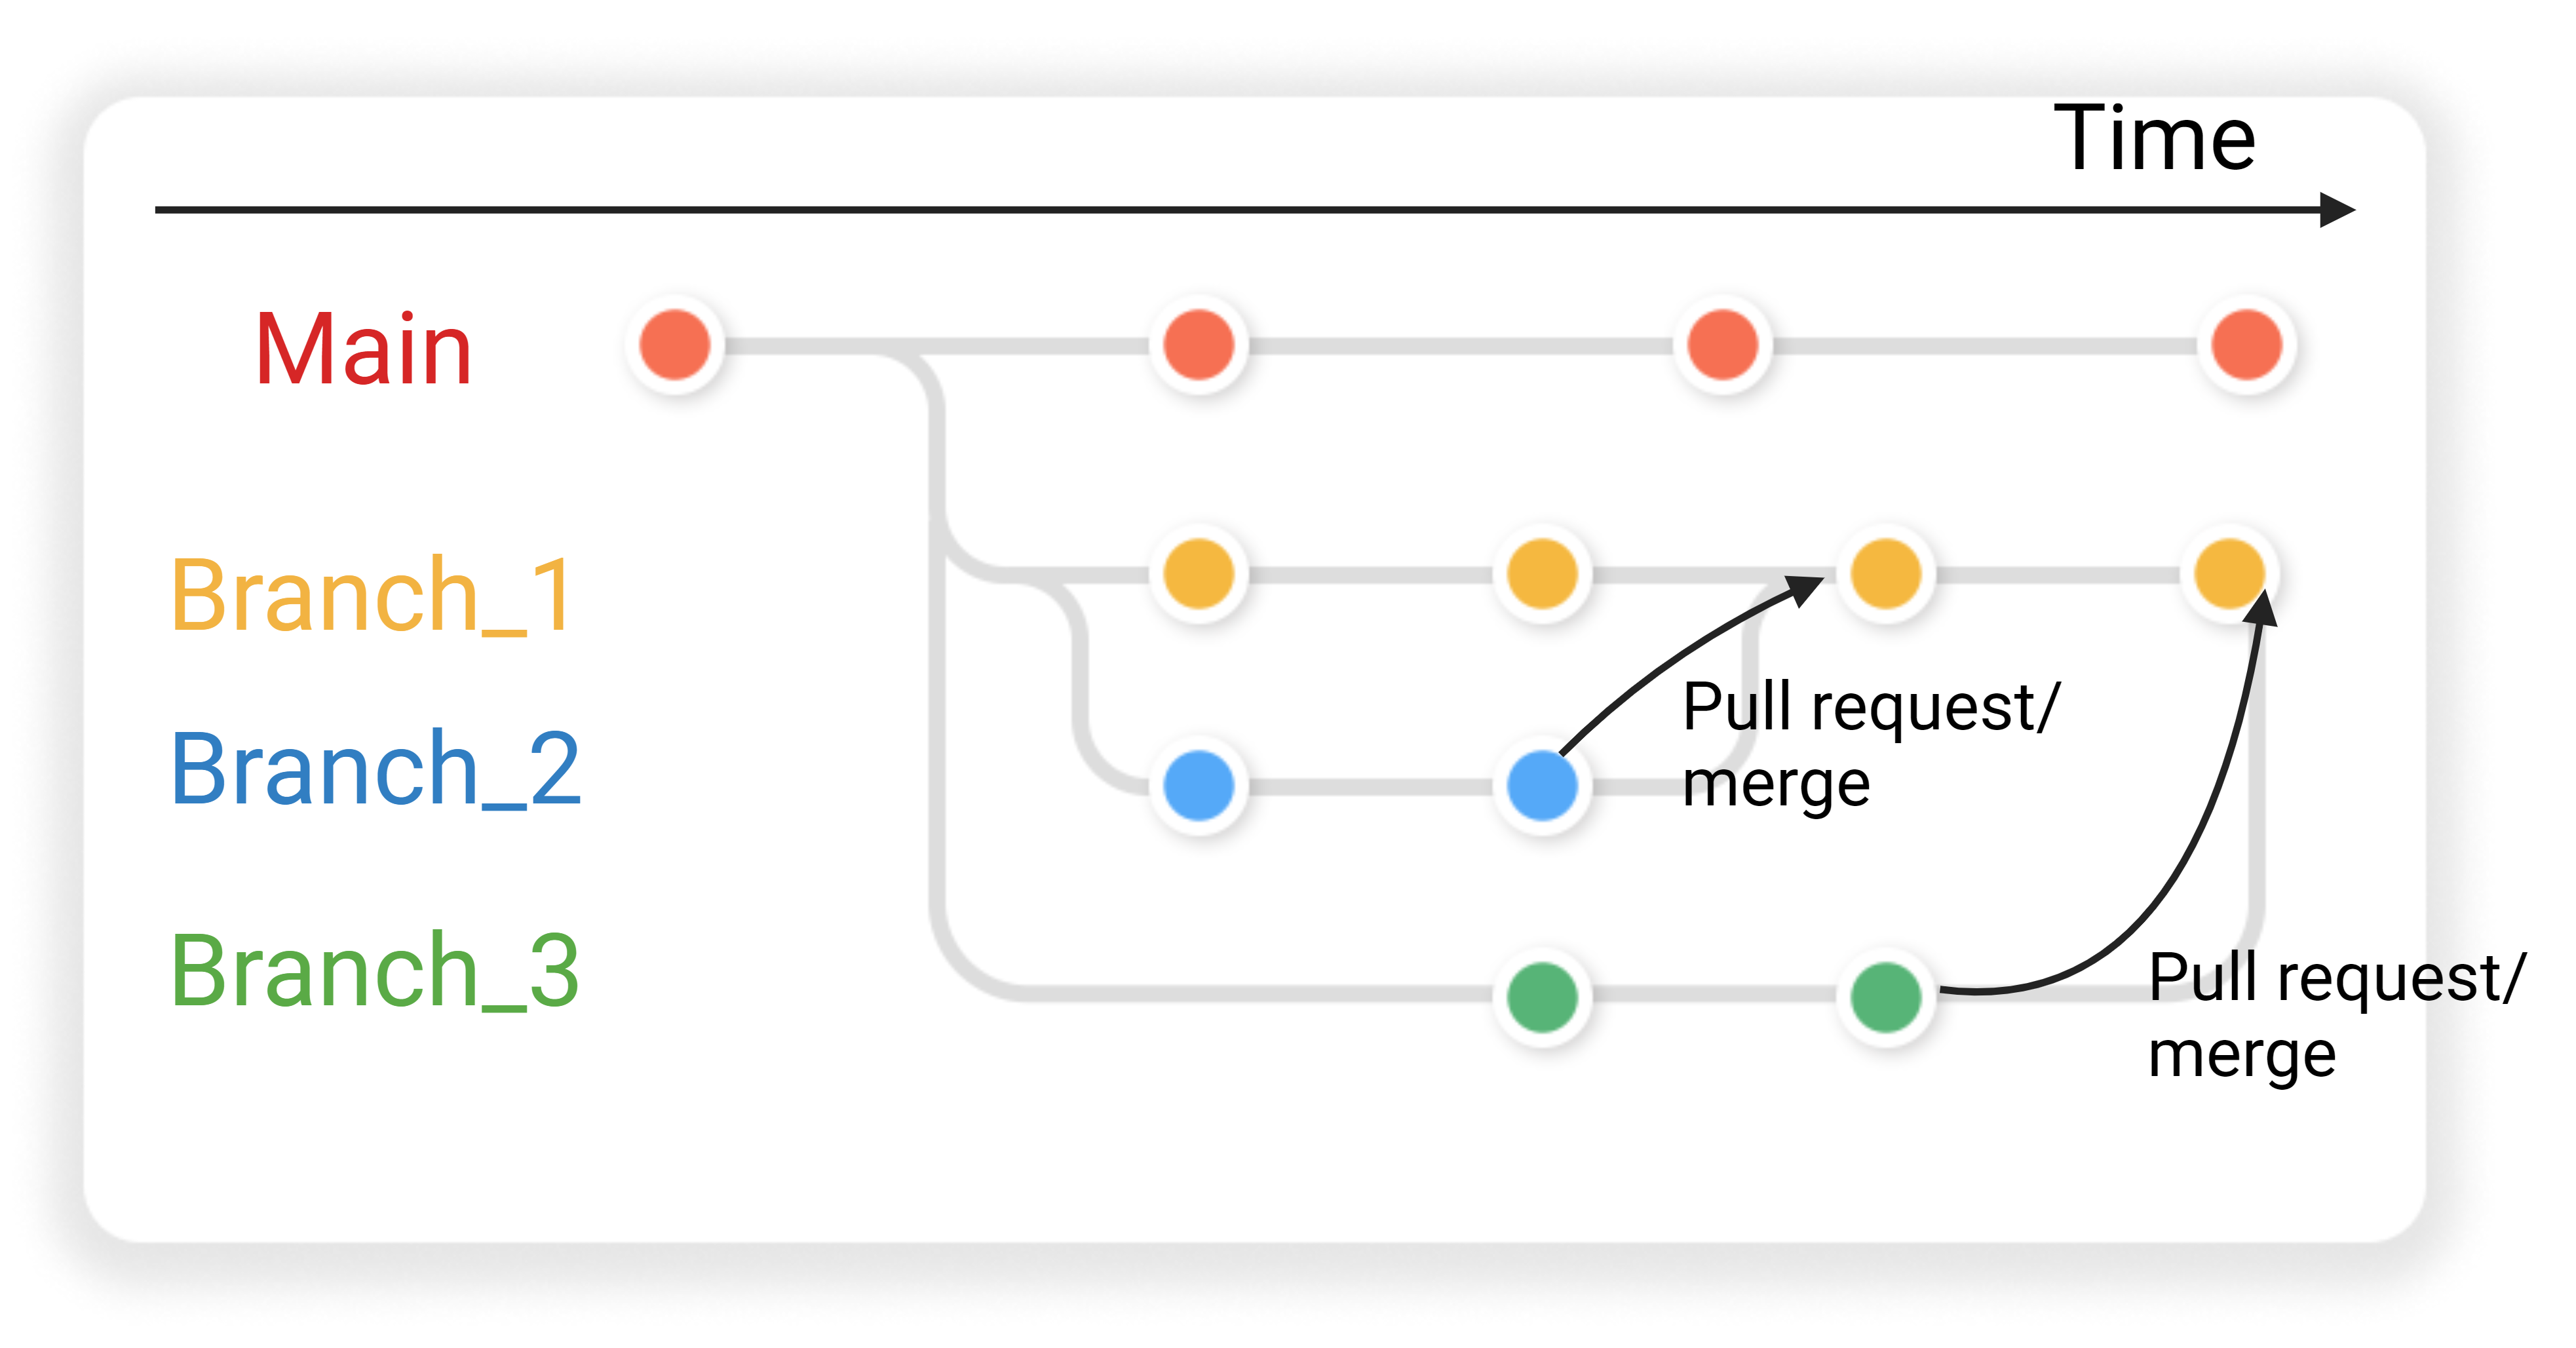 Time
Main
Branch_1
Branch_2
Pull request/
merge
Branch_3
Pull request/
merge